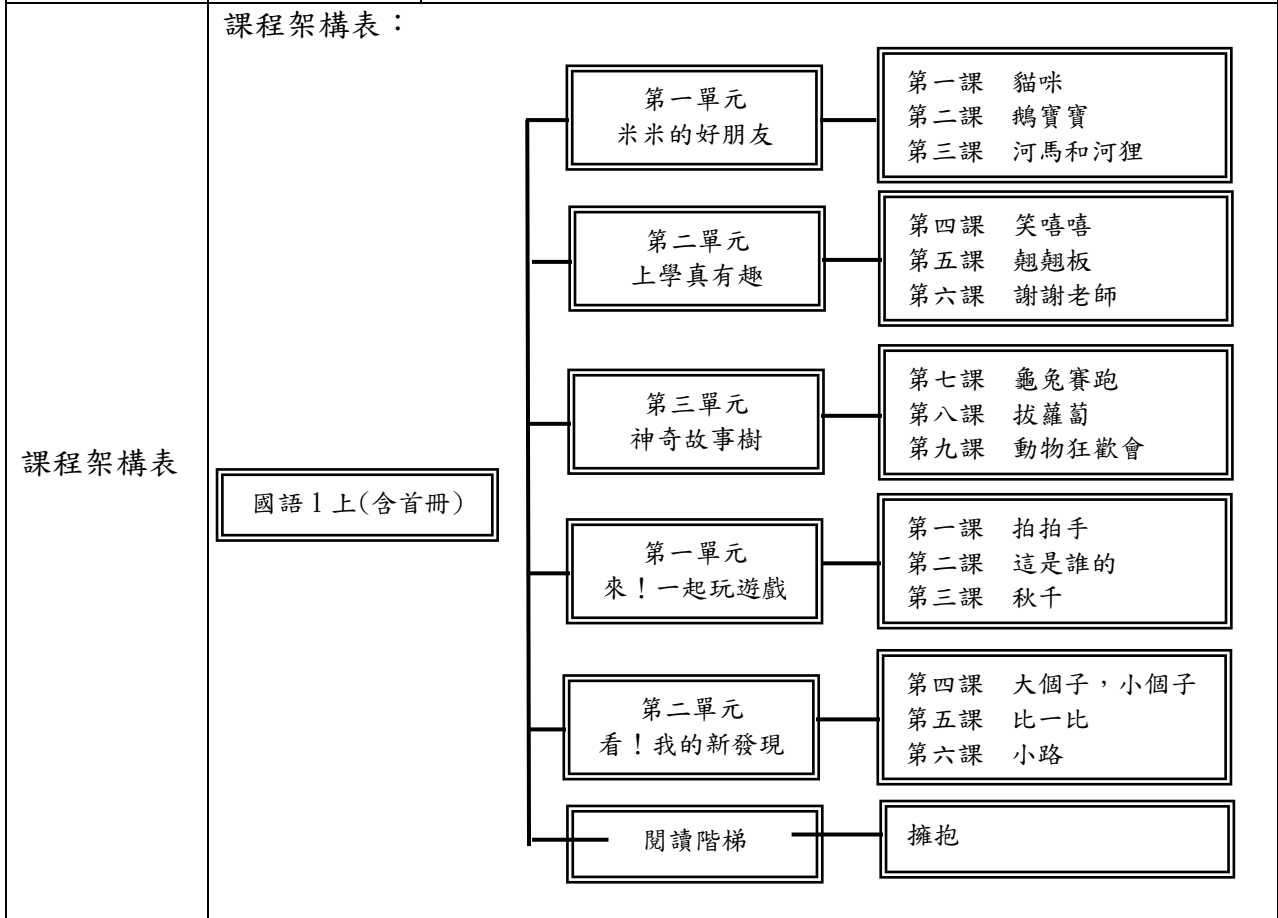 課程架構表
課程架構表：
國語1上(含首冊)
第一單元
米米的好朋友
第一課 貓咪
第二課 鵝寶寶
第三課 河馬和河狸
第二單元
上學真有趣
第四課 笑嘻嘻
第五課 翹翹板
第六課 謝謝老師
第三單元
神奇故事樹
第七課 龜兔賽跑
第八課 拔蘿蔔
第九課 動物狂歡會
第一單元
來！一起玩遊戲
第一課 拍拍手
第二課 這是誰的
第三課 秋千
第二單元
看！我的新發現
第四課 大個子，小個子
第五課 比一比
第六課 小路
閱讀階梯
擁抱